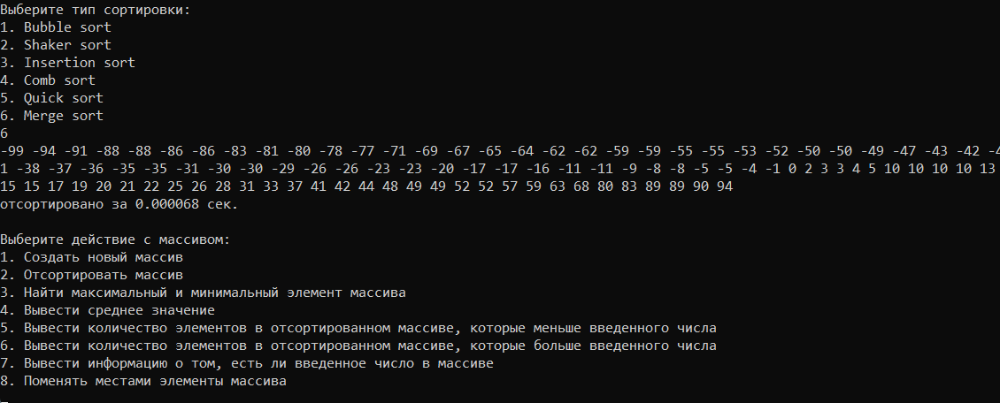 Выберите тип сортировки:
1. Bubble sort
2. Shaker sort
3. Insertion sort
4. Comb sort
5. Quick sort
6. Merge sort
6
-99 -94 -91 -88 -88 -86 -86 -83 -81 -80 -78 -77 -71 -69 -67 -65 -64 -62 -62 -59 -59 -55 -55 -53 -52 -50 -50 -49 -47 -43 -42 -4
1 -38 -37 -36 -35 -35 -31 -30 -30 -29 -26 -26 -23 -23 -20 -17 -17 -16 -11 -11 -9 -8 -8 -5 -5 -4 -1 0 2 3 3 4 5 10 10 10 10 13
15 15 17 19 20 21 22 25 26 28 31 33 37 41 42 44 48 49 49 52 52 57 59 63 68 80 83 89 89 90 94
отсортировано за 0.000068 сек.
Выберите действие с массивом:
1. Создать новый массив
2. Отсортировать массив
3. Найти максимальный и минимальный элемент массива
4. Вывести среднее значение
5. Вывести количество элементов в отсортированном массиве, которые меньше введенного числа
6. Вывести количество элементов в отсортированном массиве, которые больше введенного числа
7. Вывести информацию о том, есть ли введенное число в массиве
8. Поменять местами элементы массива